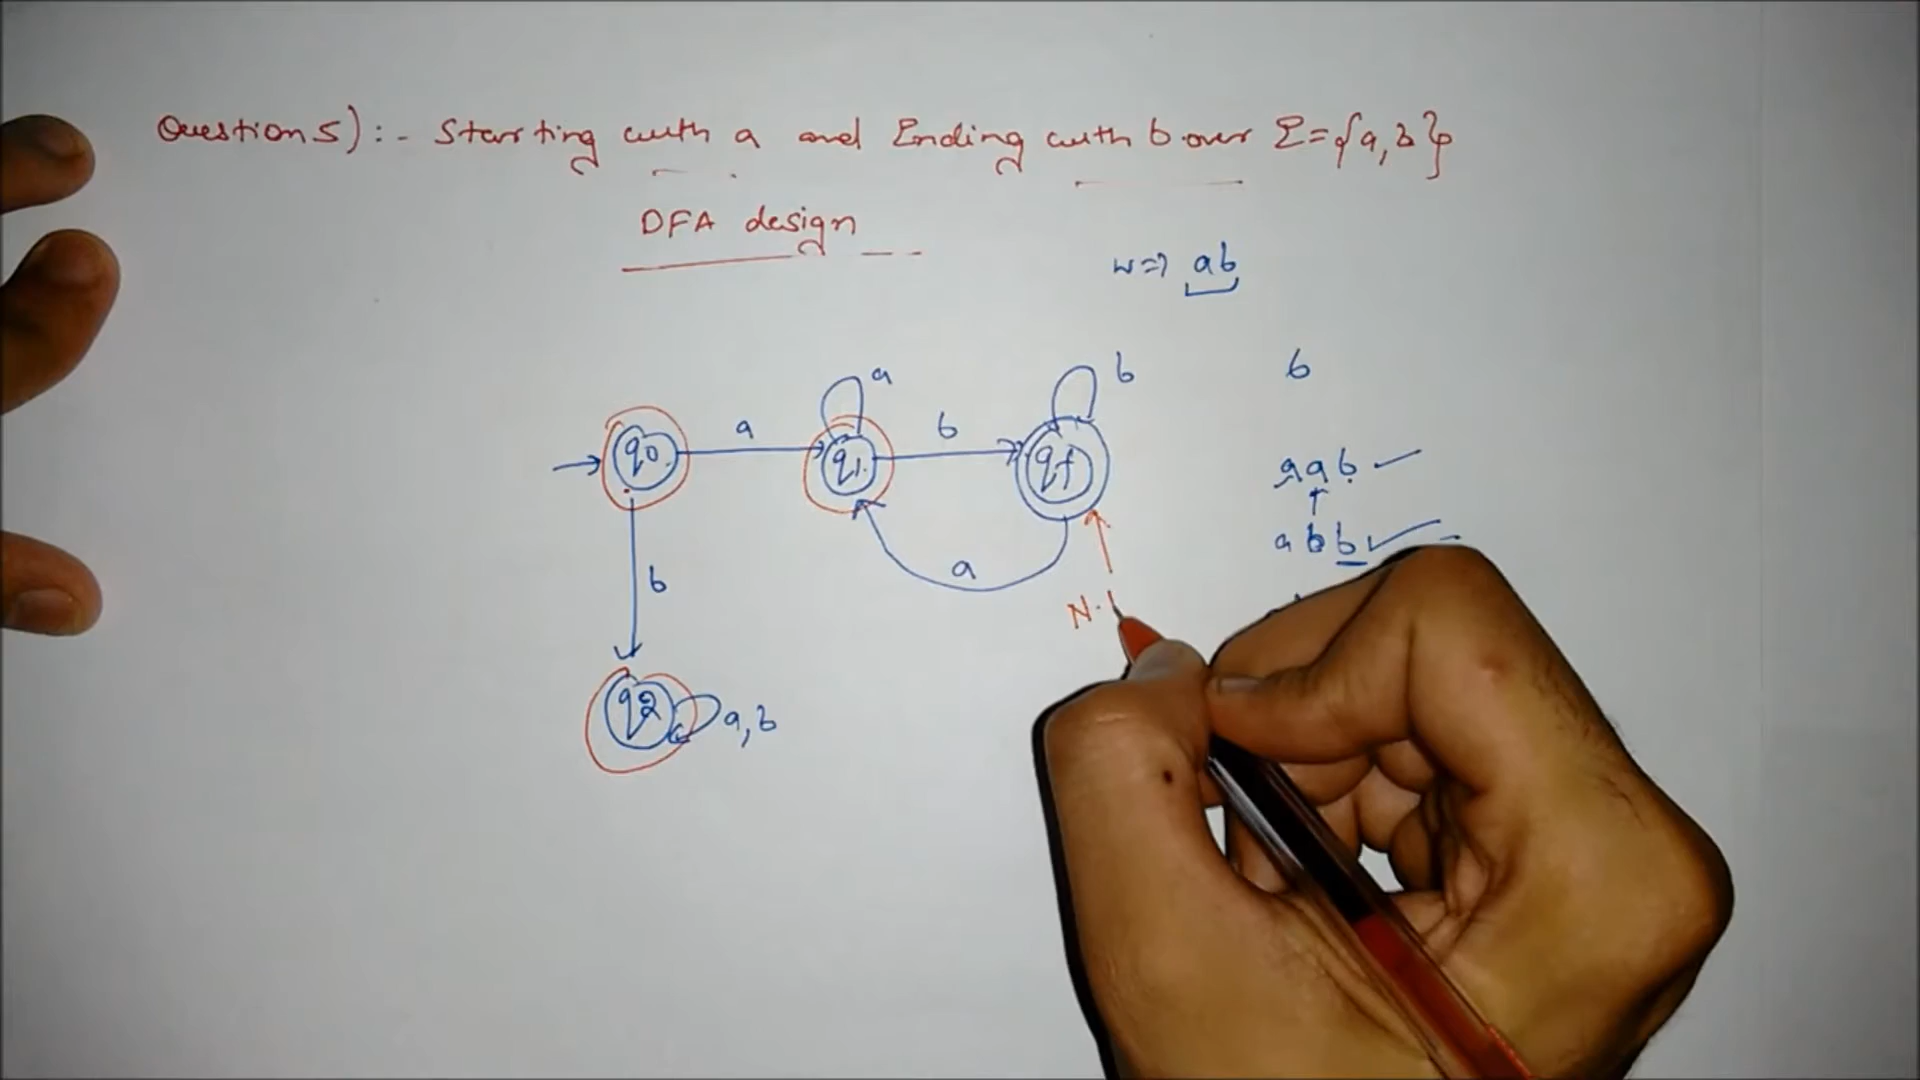 Question 5) :- Starting with a and Ending with b over Σ={a,b}
DFA design
w => ab
a
b
b
q0
a
q1
b
qf
aab
a
abb
b
N.
q2
a,b